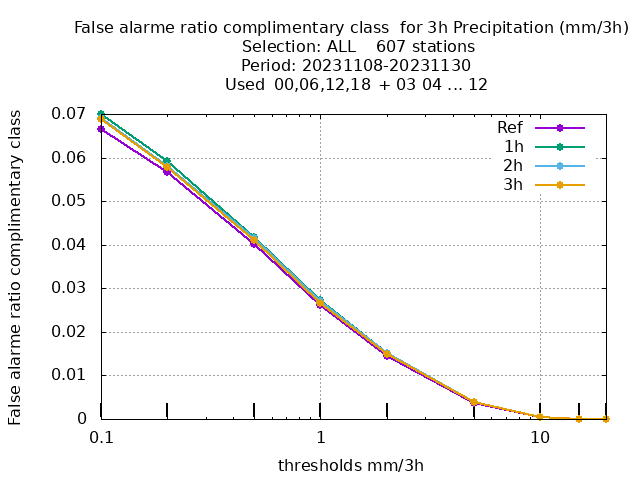 False alarme ratio complimentary class  for 3h Precipitation (mm/3h)
Selection: ALL    607 stations
Period: 20231108-20231130
Used  00,06,12,18  + 03 04 ... 12
False alarme ratio complimentary class
0.07
0.06
0.05
0.04
0.03
0.02
0.01
0
Ref
1h
2h
3h
0.1
1
10
thresholds mm/3h